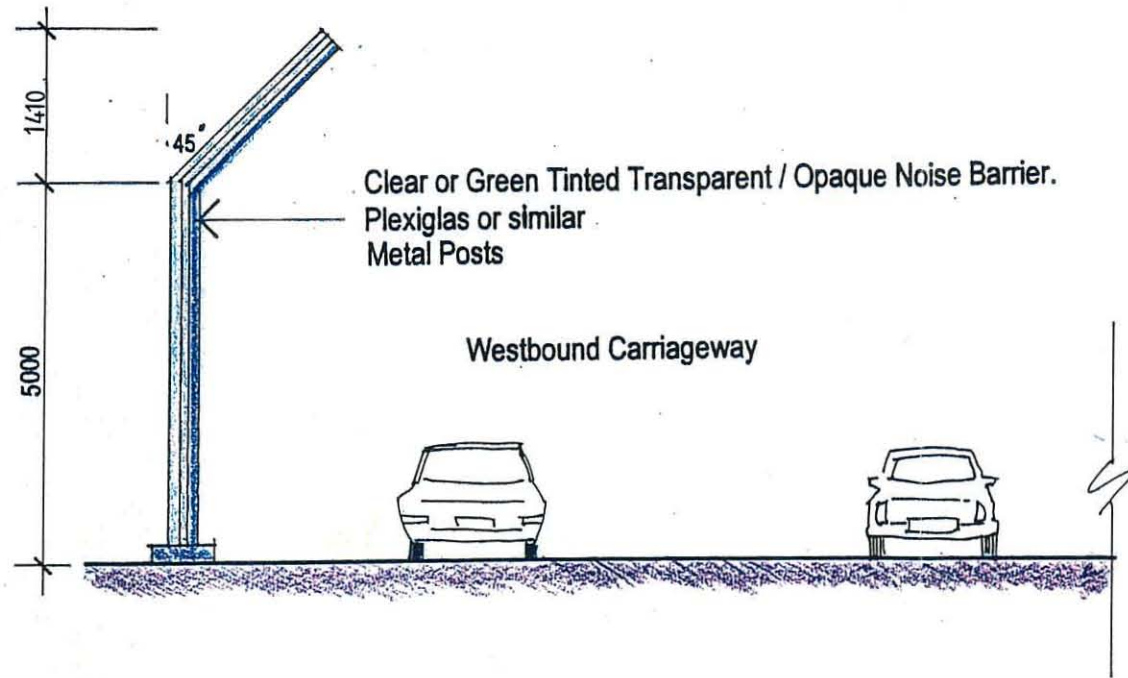 1410
45°
Clear or Green Tinted Transparent / Opaque Noise Barrier.
Plexiglas or similar
Metal Posts
Westbound Carriageway
5000